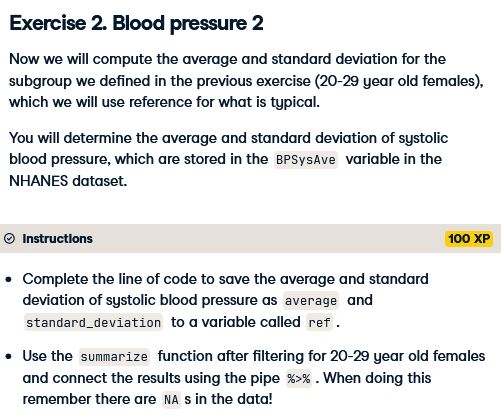 Exercise 2. Blood pressure 2
Now we will compute the average and standard deviation for the
subgroup we defined in the previous exercise (20-29 year old females),
which we will use reference for what is typical.
You will determine the average and standard deviation of systolic
blood pressure, which are stored in the BPSysAve variable in the
NHANES dataset.
Instructions
100 XP
• Complete the line of code to save the average and standard
deviation of systolic blood pressure as average and
standard_deviation to a variable called ref .
• Use the summarize function after filtering for 20-29 year old females
and connect the results using the pipe %>% . When doing this
remember there are NA s in the data!